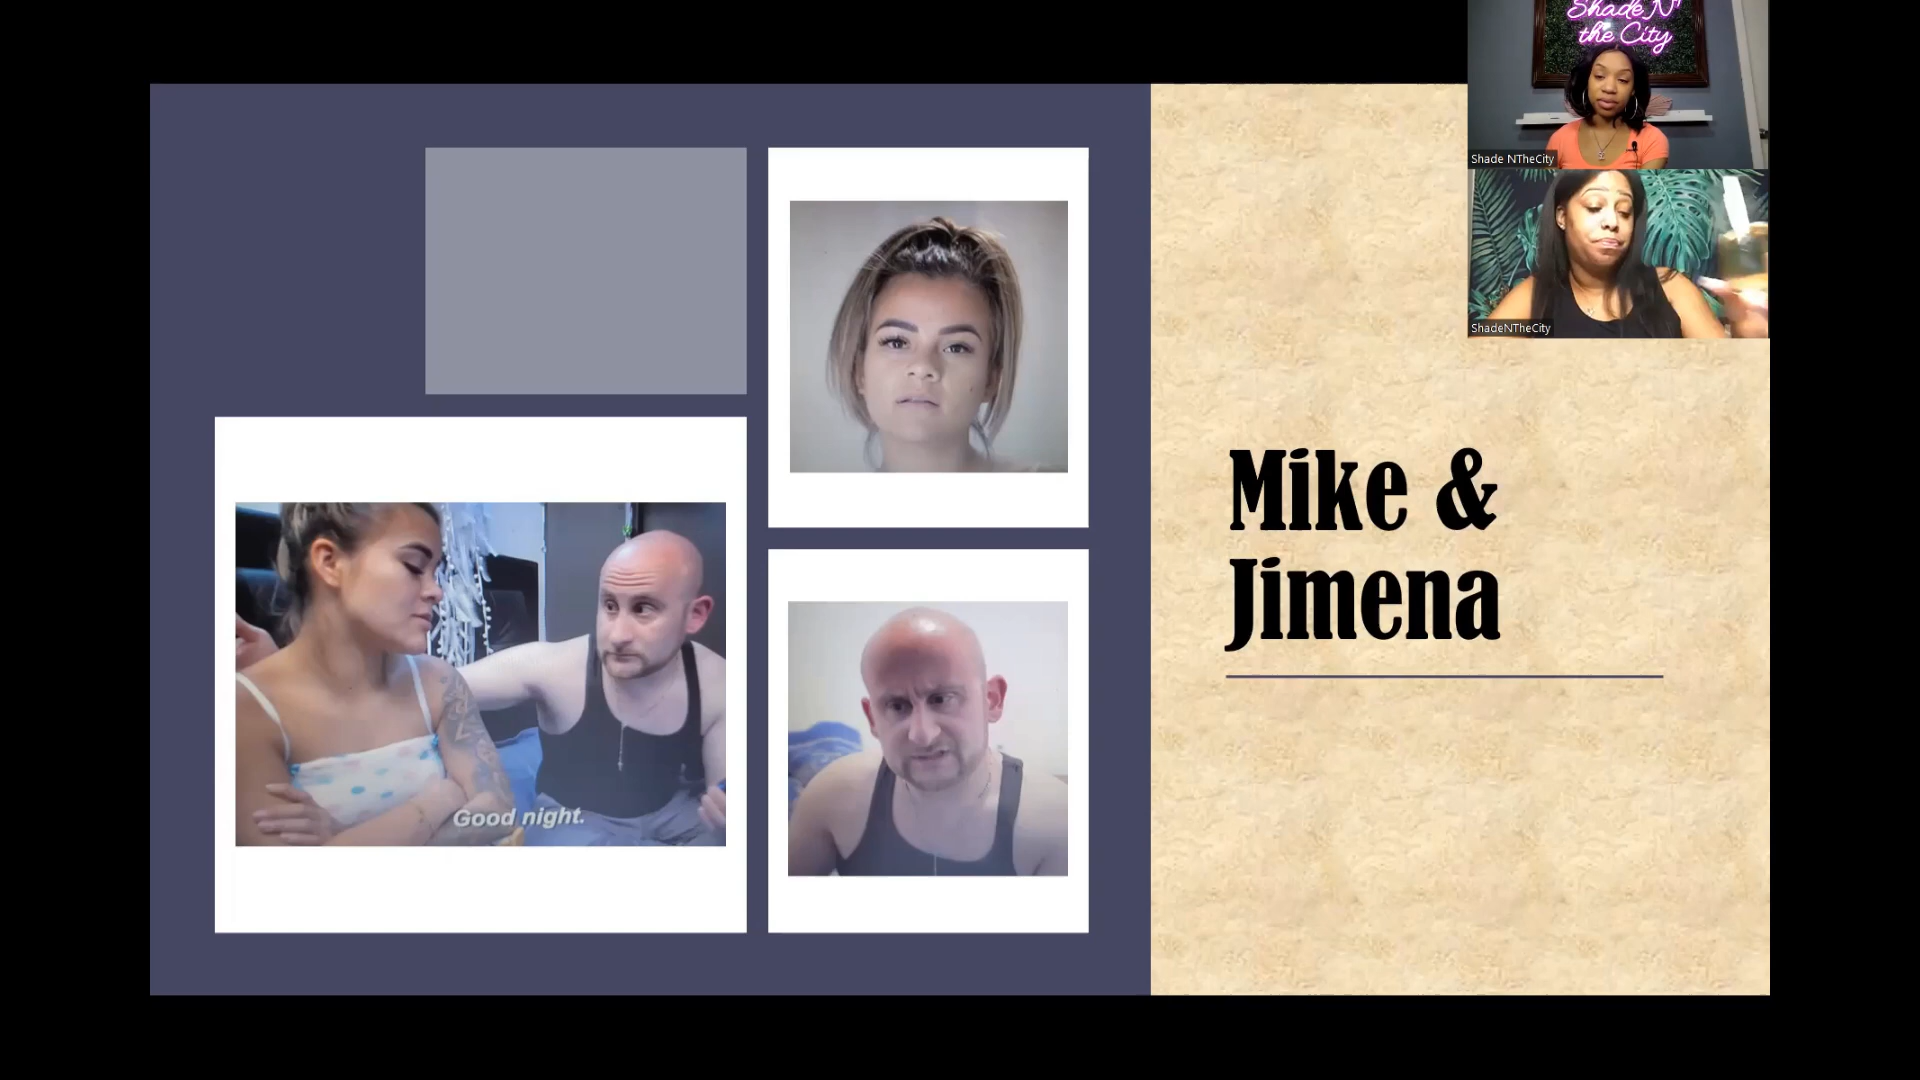 Shade N'
the City
Shade NTheCity
ShadeNTheCity
Mike &
Jimena
Good night.